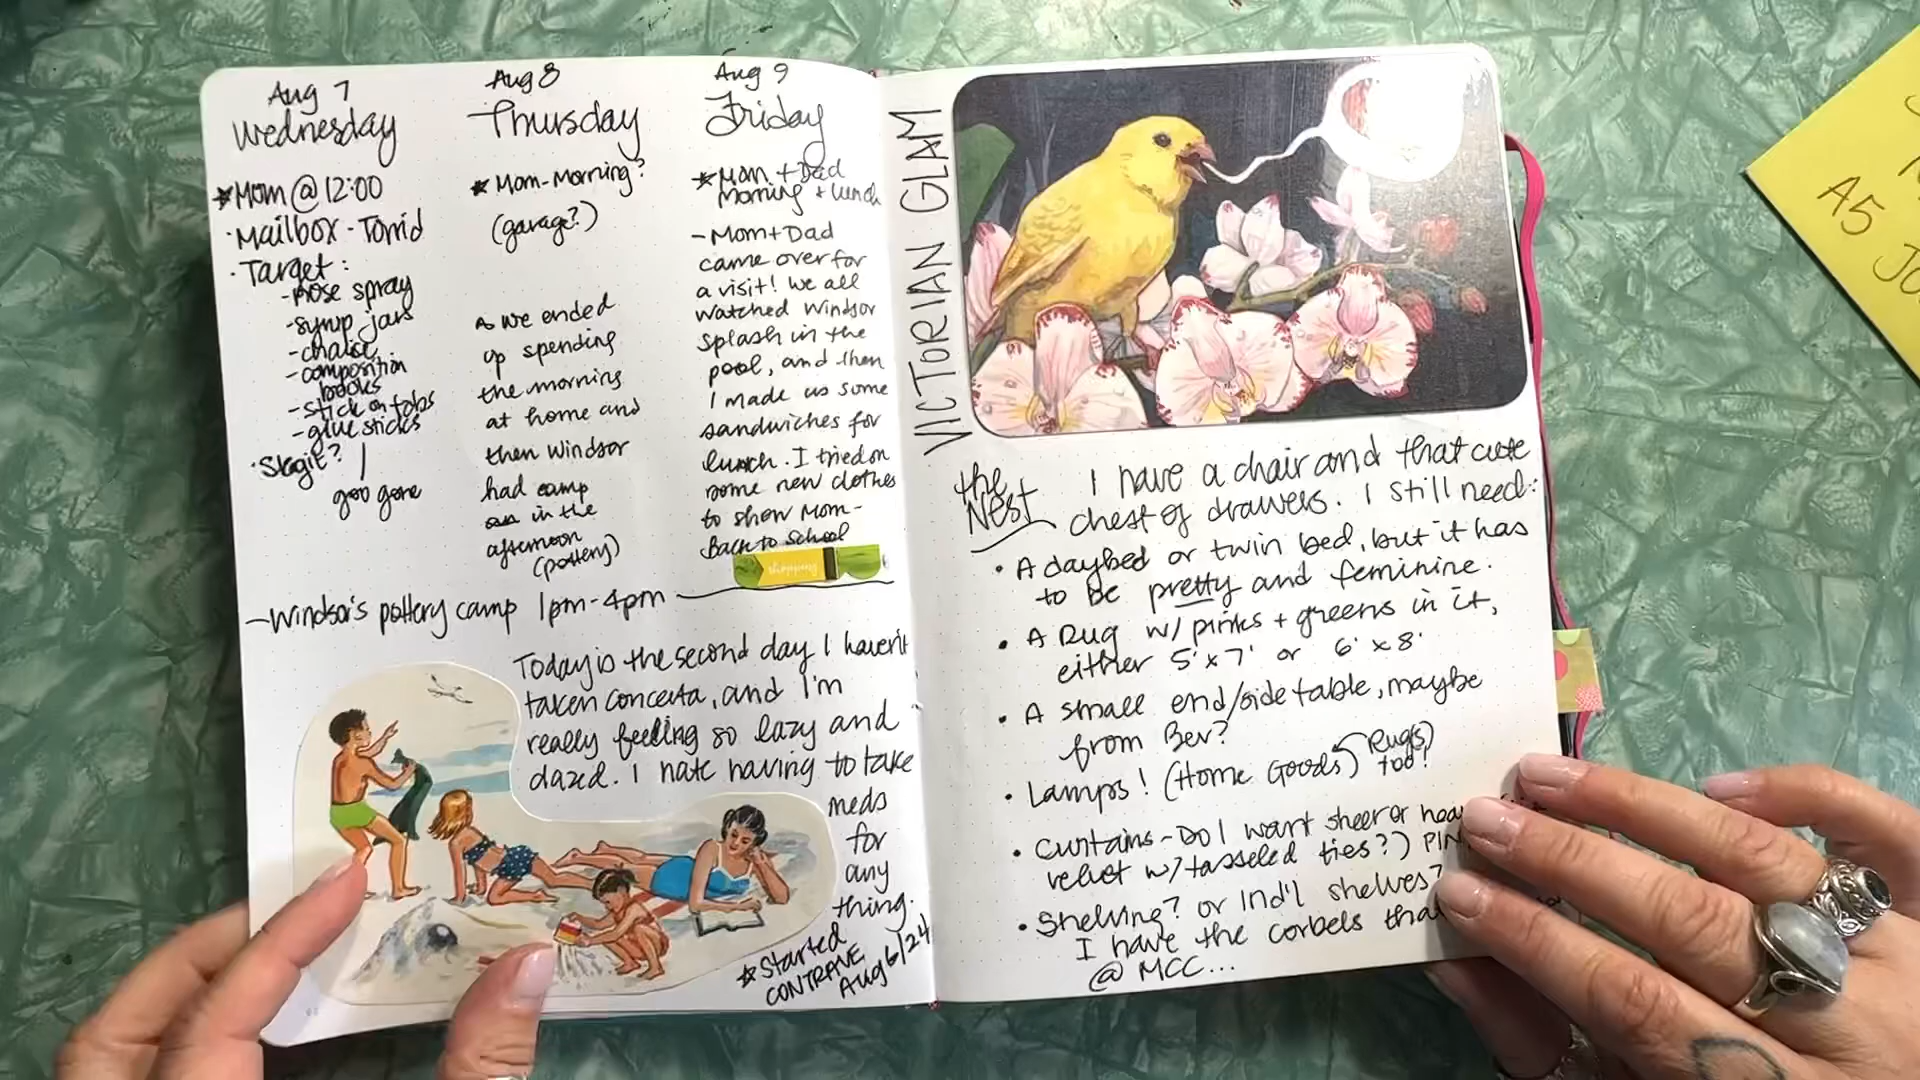 Aug 7
Wednesday
★Mom @ 12:00
· Mailbox - Torrid
· Target:
- nose spray
- syrup jars
- chalice
- composition
books
- stick on tabs
- glue sticks
· Skagit?
goo gone
Aug 8
Thursday
★ Mom-Morning?
(garage?)
we ended
up spending
the morning
at home and
then Windsor
had camp
in the
afternoon
(pottery)
Aug 9
Friday
★Mom + Dad
Morning + lunch
- Mom + Dad
came over for
a visit! We all
watched Windsor
splash in the
pool, and then
I made us some
sandwiches for
lunch. I tried on
some new clothes
to show Mom-
Back to School
shopping
- Windsor's pottery camp 1pm-4pm
Today is the second day I haven't
taken concerta, and I'm
really feeling so lazy and
dazed. I hate having to take
meds
for
any
thing.
★Started
CONTRAVE
Aug 6/24
VICTORIAN GLAM
the
Nest
I have a chair and that cute
chest of drawers. I still need:
· A daybed or twin bed, but it has
to be pretty and feminine.
· A Rug w/ pinks + greens in it,
either 5' x 7' or 6' x 8'
· A small end/side table, maybe
from Bev?
· Lamps! (Home Goods) Rugs
too!
· Curtains - Do I want sheer or
velvet w/ tasseled ties?)
· Shelving? or Ind'l shelves?
I have the corbels
@ MCC...
A5